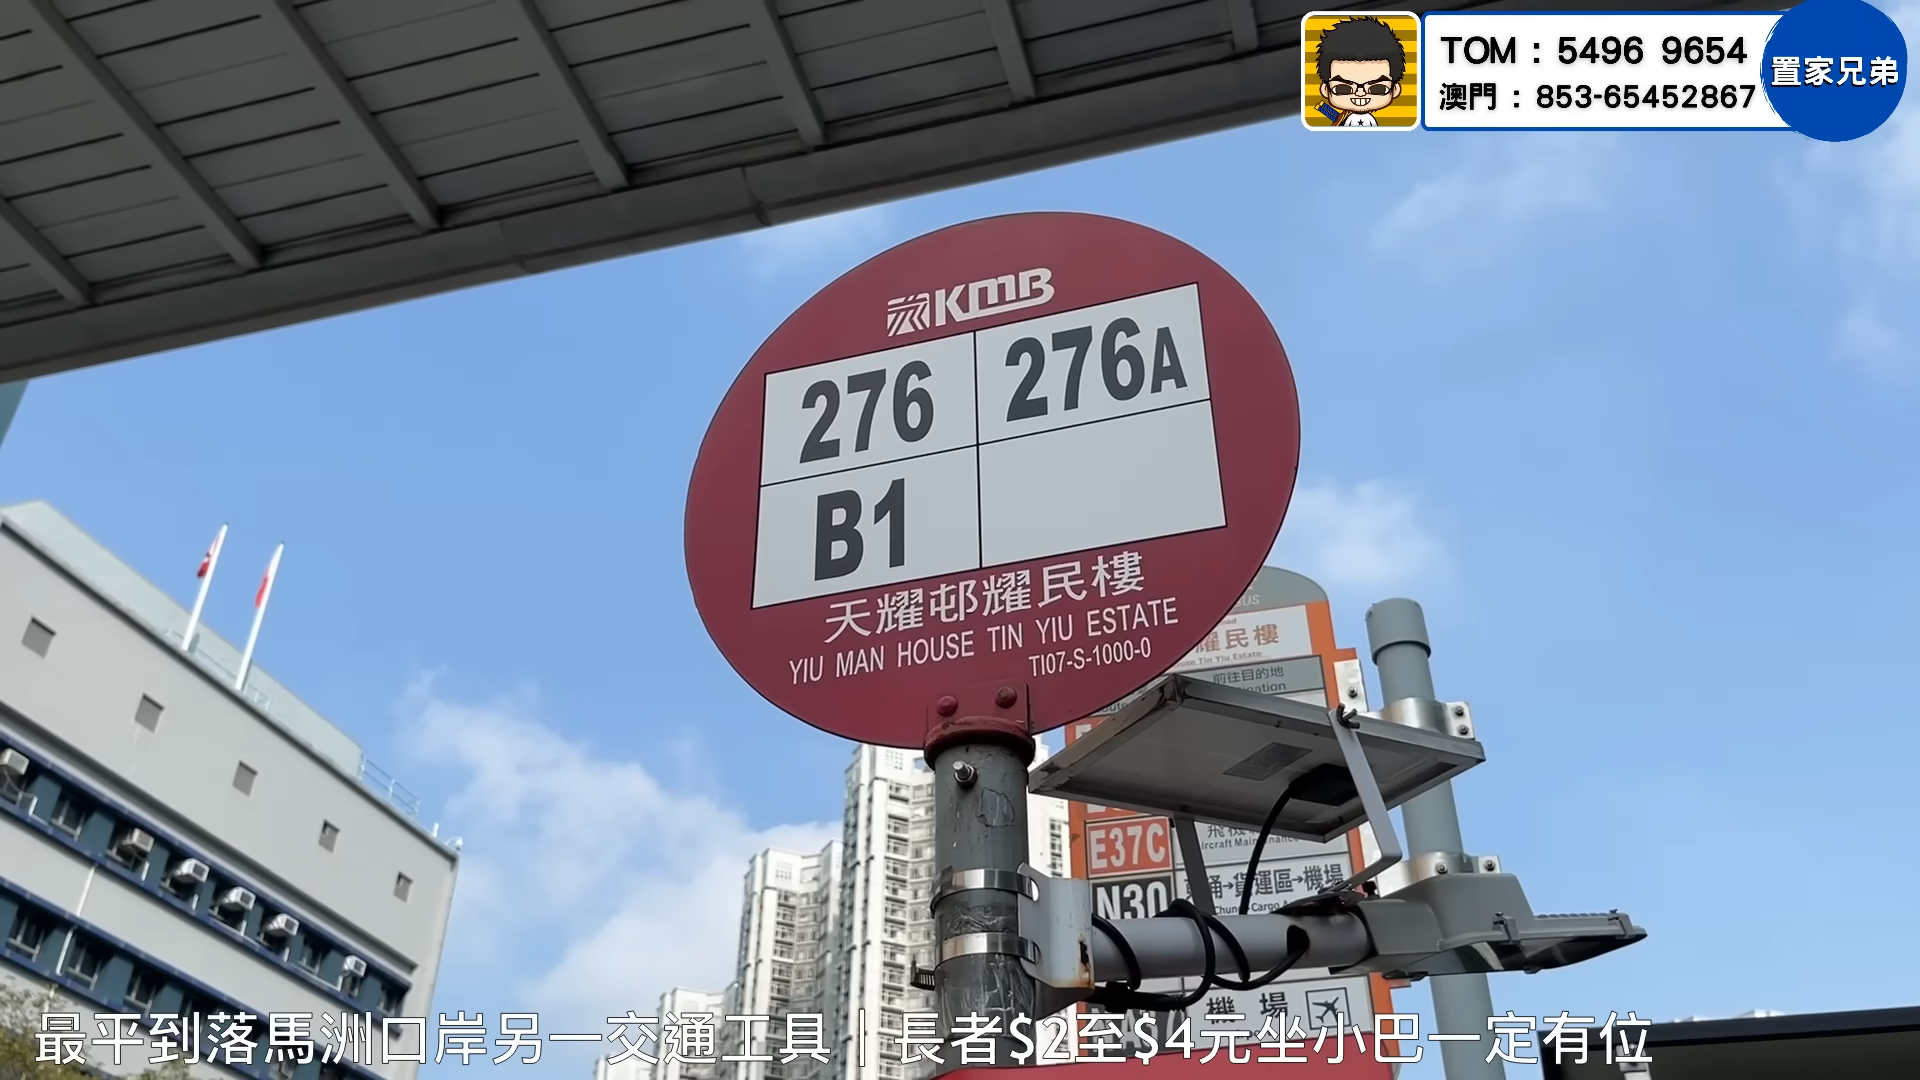 TOM : 5496 9654
澳門 : 853-65452867
置家兄弟
KMB
276 276A
B1
天耀邨耀民樓
YIU MAN HOUSE TIN YIU ESTATE
TI07-S-1000-0
耀民樓
Tin Yiu Estate
前往目的地
E37C
N30
貨運區→機場
機場
最平到落馬洲口岸另一交通工具｜長者$2至$4元坐小巴一定有位